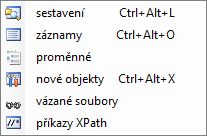 sestavení Ctrl+Alt+L
záznamy Ctrl+Alt+O
proměnné
nové objekty Ctrl+Alt+X
vázané soubory
příkazy XPath